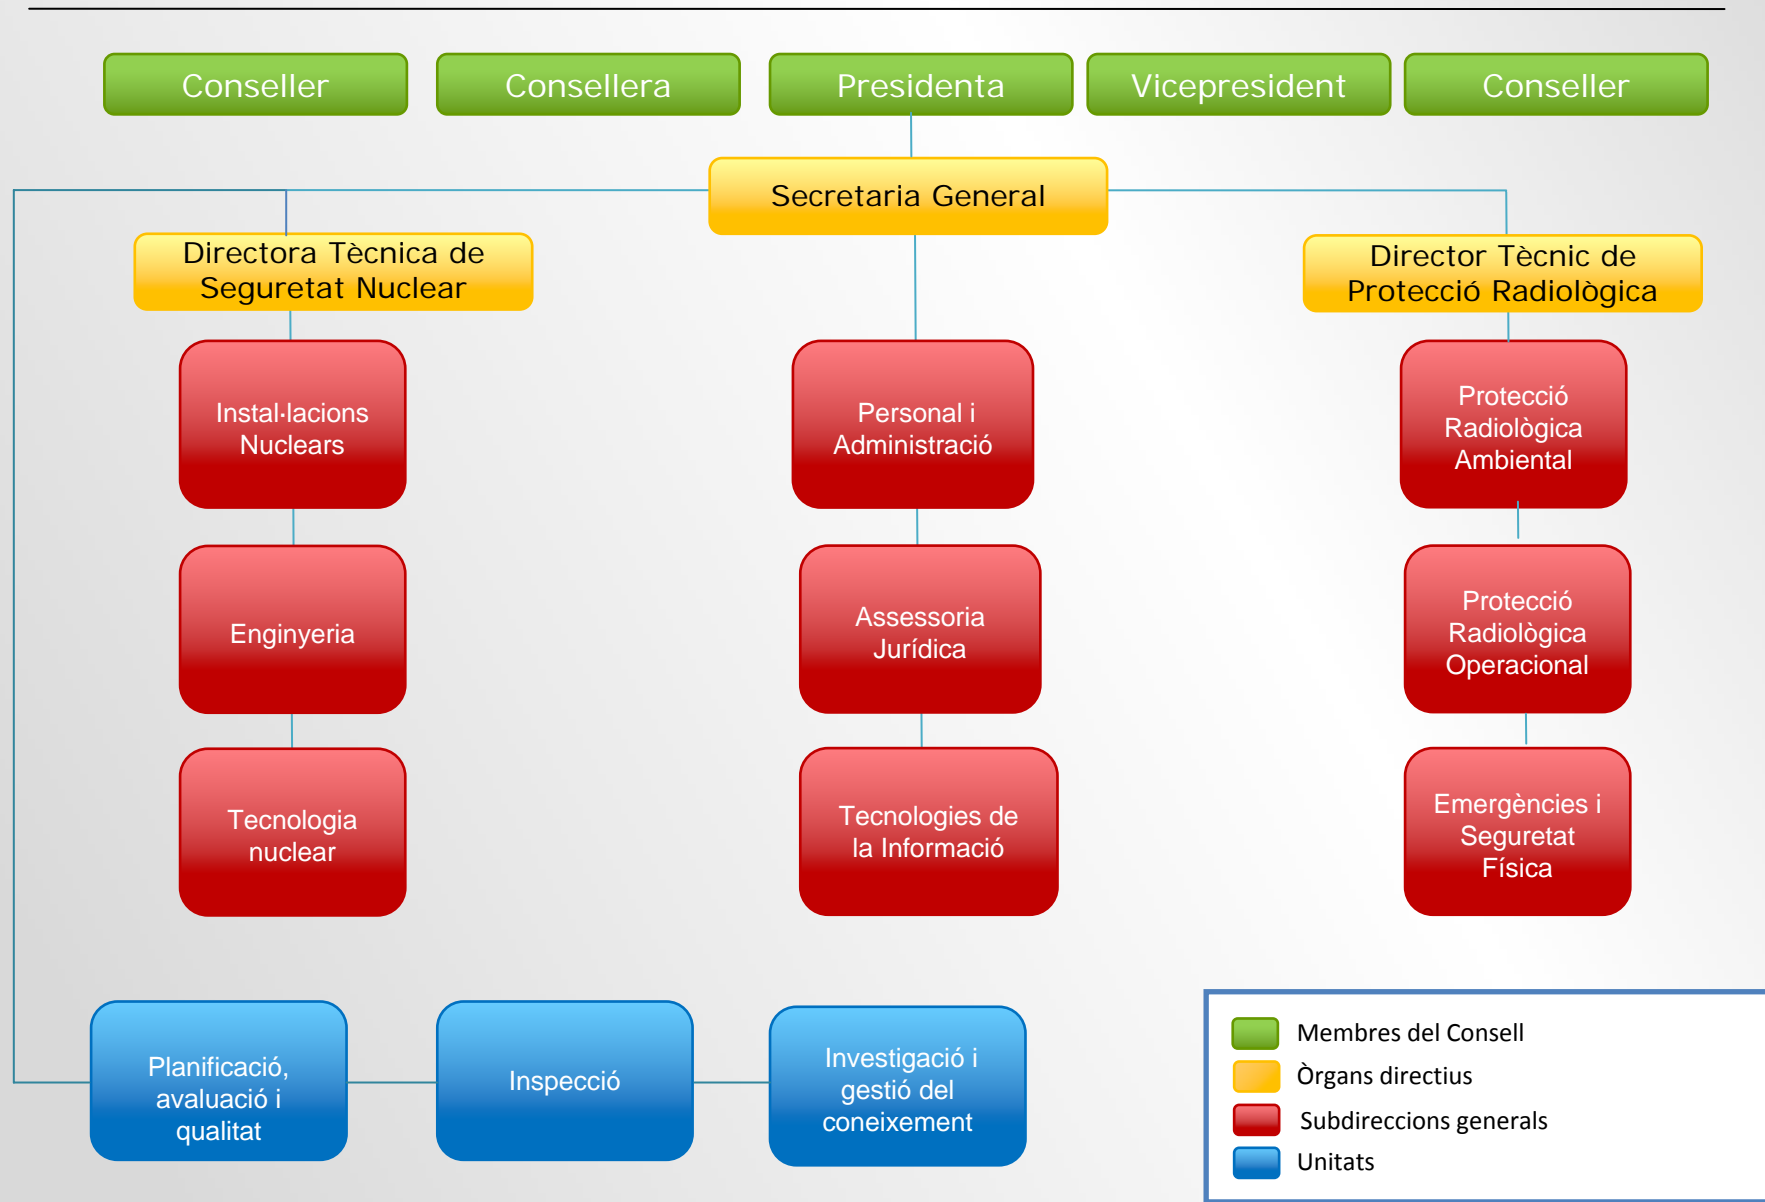 Conseller
Consellera
Presidenta
Vicepresident
Conseller
Secretaria General
Directora Tècnica de
Seguretat Nuclear
Director Tècnic de
Protecció Radiològica
Instal·lacions
Nuclears
Personal i
Administració
Protecció
Radiològica
Ambiental
Enginyeria
Assessoria
Jurídica
Protecció
Radiològica
Operacional
Tecnologia
nuclear
Tecnologies de
la Informació
Emergències i
Seguretat
Física
Planificació,
avaluació i
qualitat
Inspecció
Investigació i
gestió del
coneixement
Membres del Consell
Òrgans directius
Subdireccions generals
Unitats